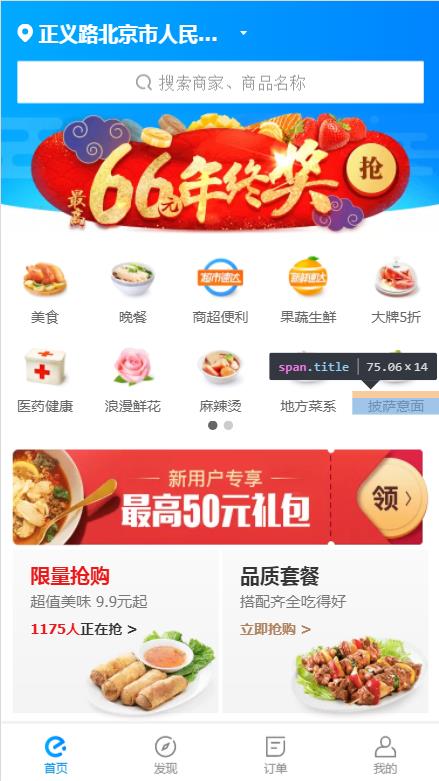 正义路北京市人民...
搜索商家、商品名称
最高66元年终奖
抢
美食
晚餐
超市速达
商超便利
新鲜速达
果蔬生鲜
大牌5折
span.title 75.06×14
医药健康
浪漫鲜花
麻辣烫
地方菜系
披萨意面
新用户专享
最高50元礼包
领 >
限量抢购
超值美味 9.9元起
1175人正在抢 >
品质套餐
搭配齐全吃得好
立即抢购 >
首页
发现
订单
我的